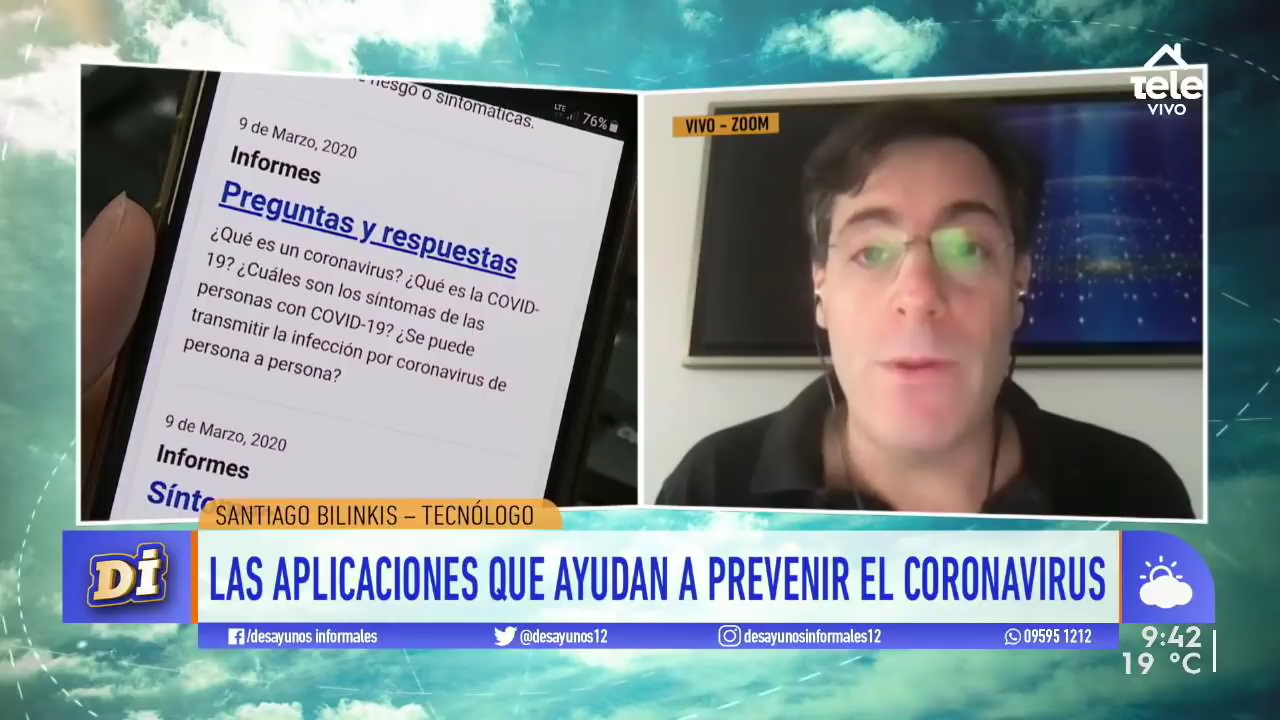 tele
VIVO
VIVO – ZOOM
riesgo o sintomáticas.
LTE
76%
9 de Marzo, 2020
Informes
Preguntas y respuestas
¿Qué es un coronavirus? ¿Qué es la COVID-
19? ¿Cuáles son los síntomas de las
personas con COVID-19? ¿Se puede
transmitir la infección por coronavirus de
persona a persona?
9 de Marzo, 2020
Informes
SANTIAGO BILINKIS – TECNÓLOGO
DI
LAS APLICACIONES QUE AYUDAN A PREVENIR EL CORONAVIRUS
/desayunos informales
@desayunos12
desayunosinformales12
09595 1212
9:42
19 °C